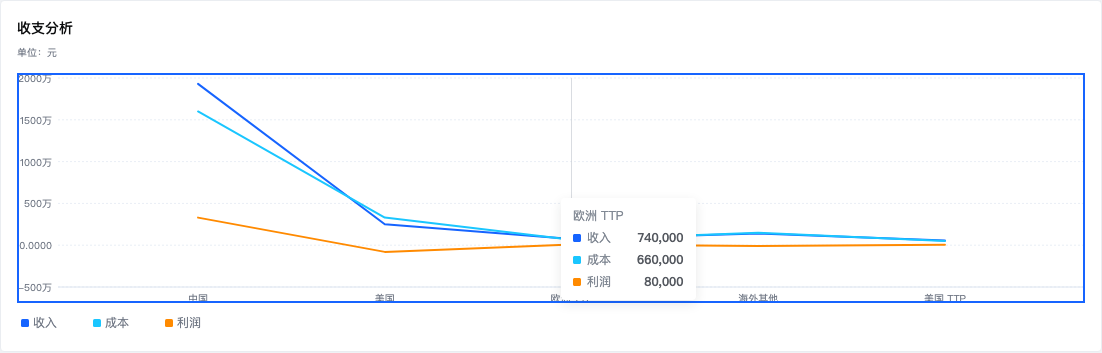 收支分析
单位：元
2000万
1500万
1000万
500万
0.0000
-500万
中国
美国
欧洲 TTP
海外其他
美国 TTP
欧洲 TTP
收入 740,000
成本 660,000
利润 80,000
收入 成本 利润